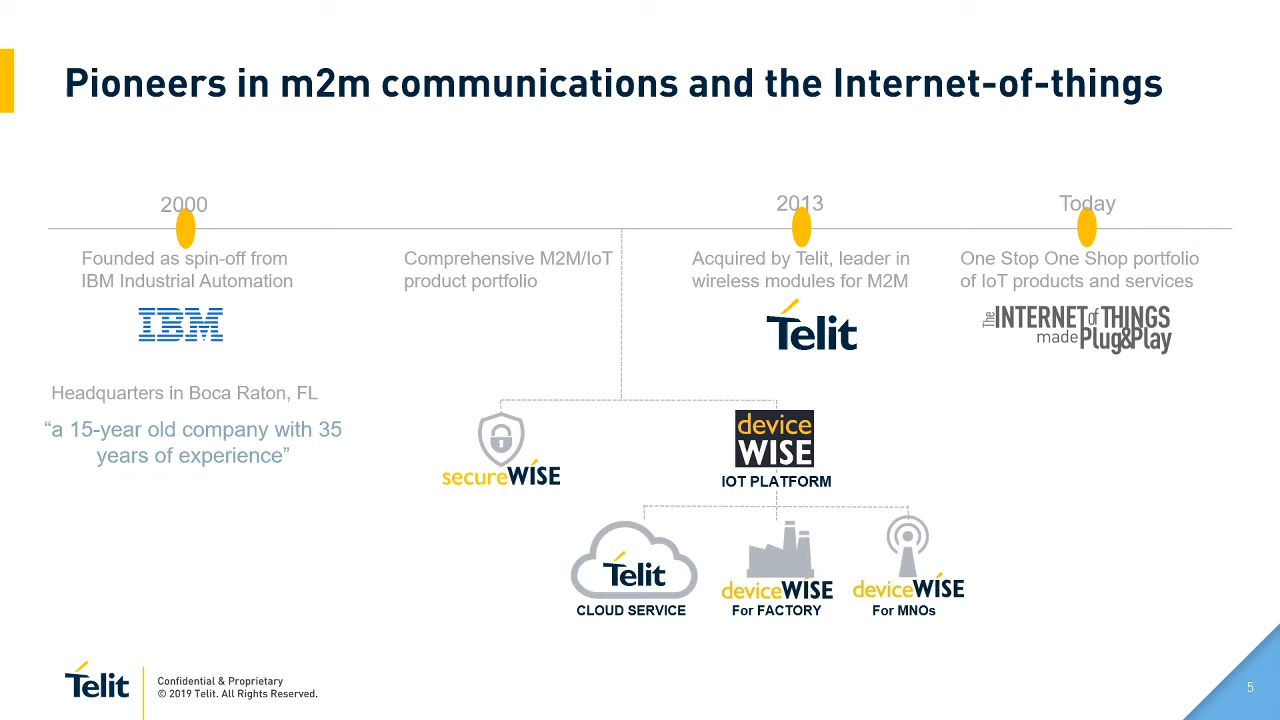 Pioneers in m2m communications and the Internet-of-things
2000
2013
Today
Founded as spin-off from
IBM Industrial Automation
Comprehensive M2M/IoT
product portfolio
Acquired by Telit, leader in
wireless modules for M2M
One Stop One Shop portfolio
of IoT products and services
IBM
Telit
The INTERNET of THINGS
made Plug&Play
Headquarters in Boca Raton, FL
“a 15-year old company with 35
years of experience”
secureWISE
device
WISE
IOT PLATFORM
Telit
CLOUD SERVICE
deviceWISE
For FACTORY
deviceWISE
For MNOs
Telit
Confidential & Proprietary
© 2019 Telit. All Rights Reserved.
5